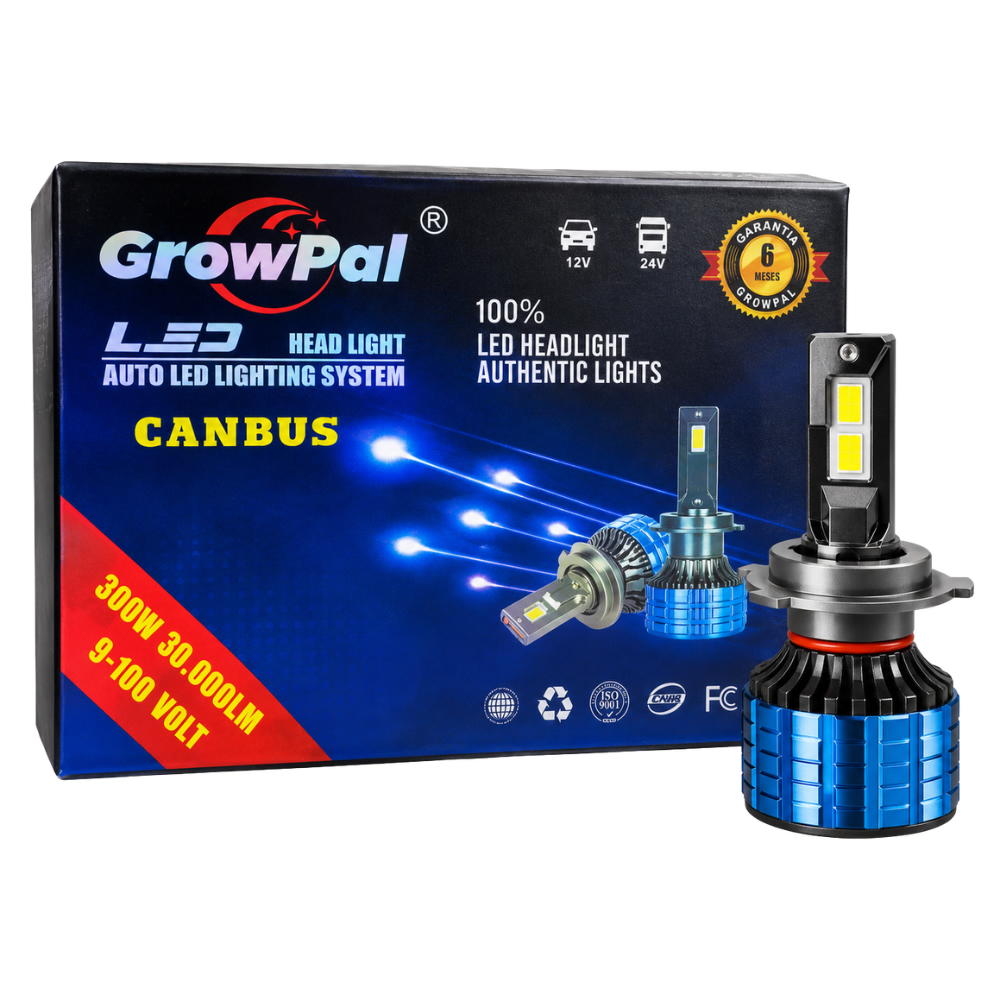 GrowPal ®
LED HEAD LIGHT
AUTO LED LIGHTING SYSTEM
CANBUS
300W 30.000LM
9-100 VOLT
12V
24V
GARANTIA
6
MESES
GROWPAL
100%
LED HEADLIGHT
AUTHENTIC LIGHTS
ISO
9001
FC